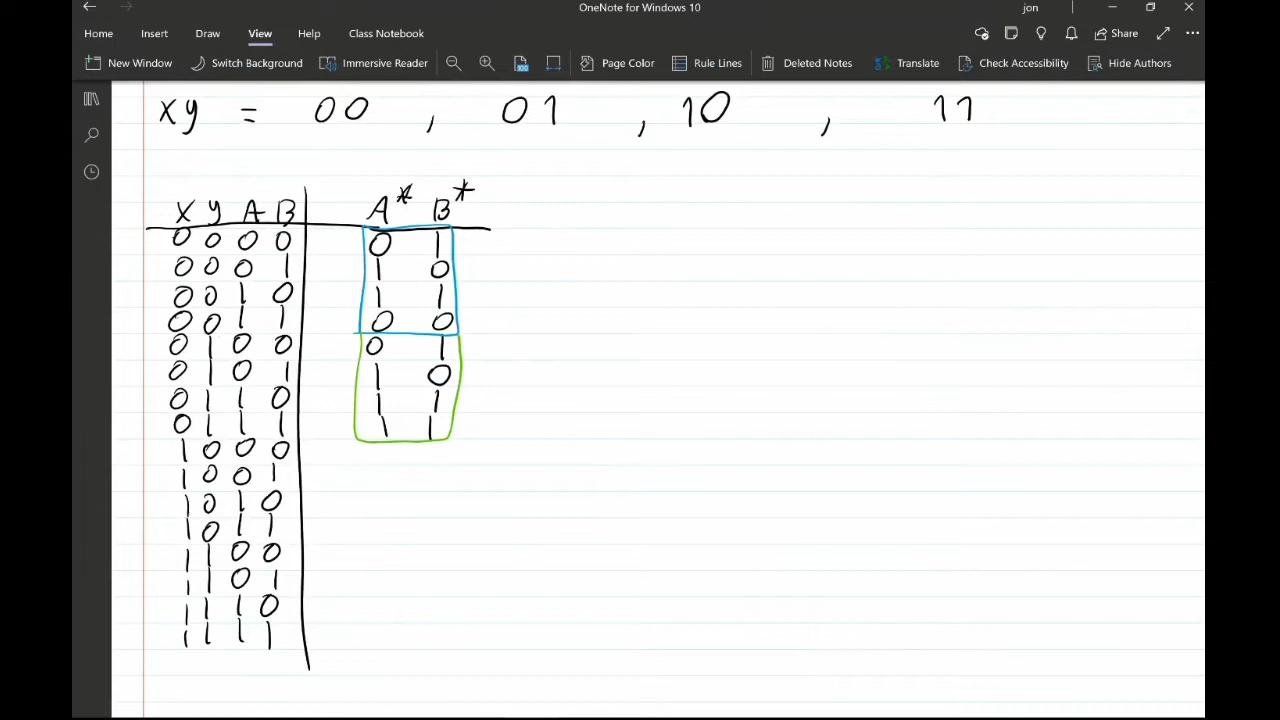 OneNote for Windows 10
jon
Home Insert Draw View Help Class Notebook
Share
New Window Switch Background Immersive Reader Page Color Rule Lines Deleted Notes Translate Check Accessibility Hide Authors
xy = 00 , 01 , 10 , 11
X Y A B A* B*
0 0 0 0 0 1
0 0 0 1 1 0
0 0 1 0 1 1
0 0 1 1 0 0
0 1 0 0 0 1
0 1 0 1 1 0
0 1 1 0 1 1
0 1 1 1 1 1
1 0 0 0
1 0 0 1
1 0 1 0
1 0 1 1
1 1 0 0
1 1 0 1
1 1 1 0
1 1 1 1